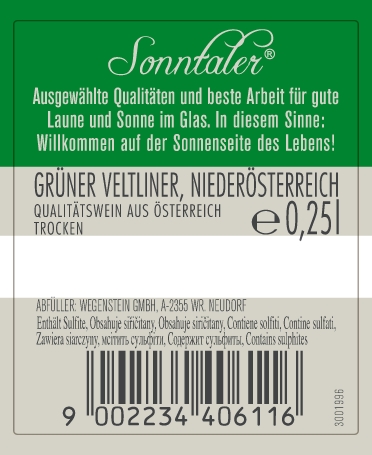 Sonntaler®
Ausgewählte Qualitäten und beste Arbeit für gute
Laune und Sonne im Glas. In diesem Sinne:
Willkommen auf der Sonnenseite des Lebens!
GRÜNER VELTLINER, NIEDERÖSTERREICH
QUALITÄTSWEIN AUS ÖSTERREICH
TROCKEN
℮ 0,25l
ABFÜLLER: WEGENSTEIN GMBH, A-2355 WR. NEUDORF
Enthält Sulfite, Obsahuje siřičitany, Obsahuje siričitany, Contiene solfiti, Contine sulfati,
Zawiera siarczyny, мстить сульфіти, Содержит сульфиты, Contains sulphites
9 002234 406116
3001996